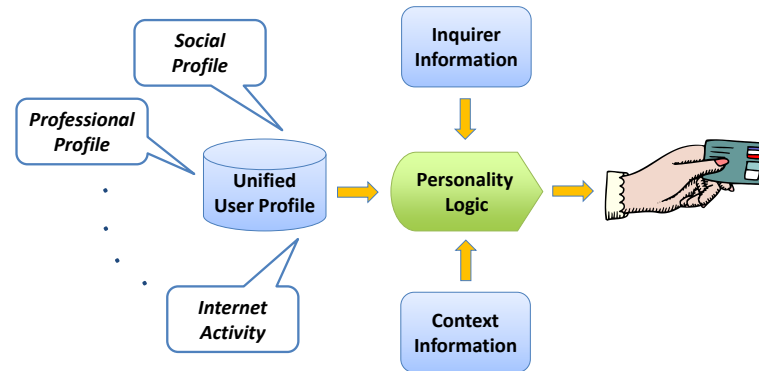 Social
Profile
Inquirer
Information
Professional
Profile
Unified
User Profile
Personality
Logic
Internet
Activity
Context
Information